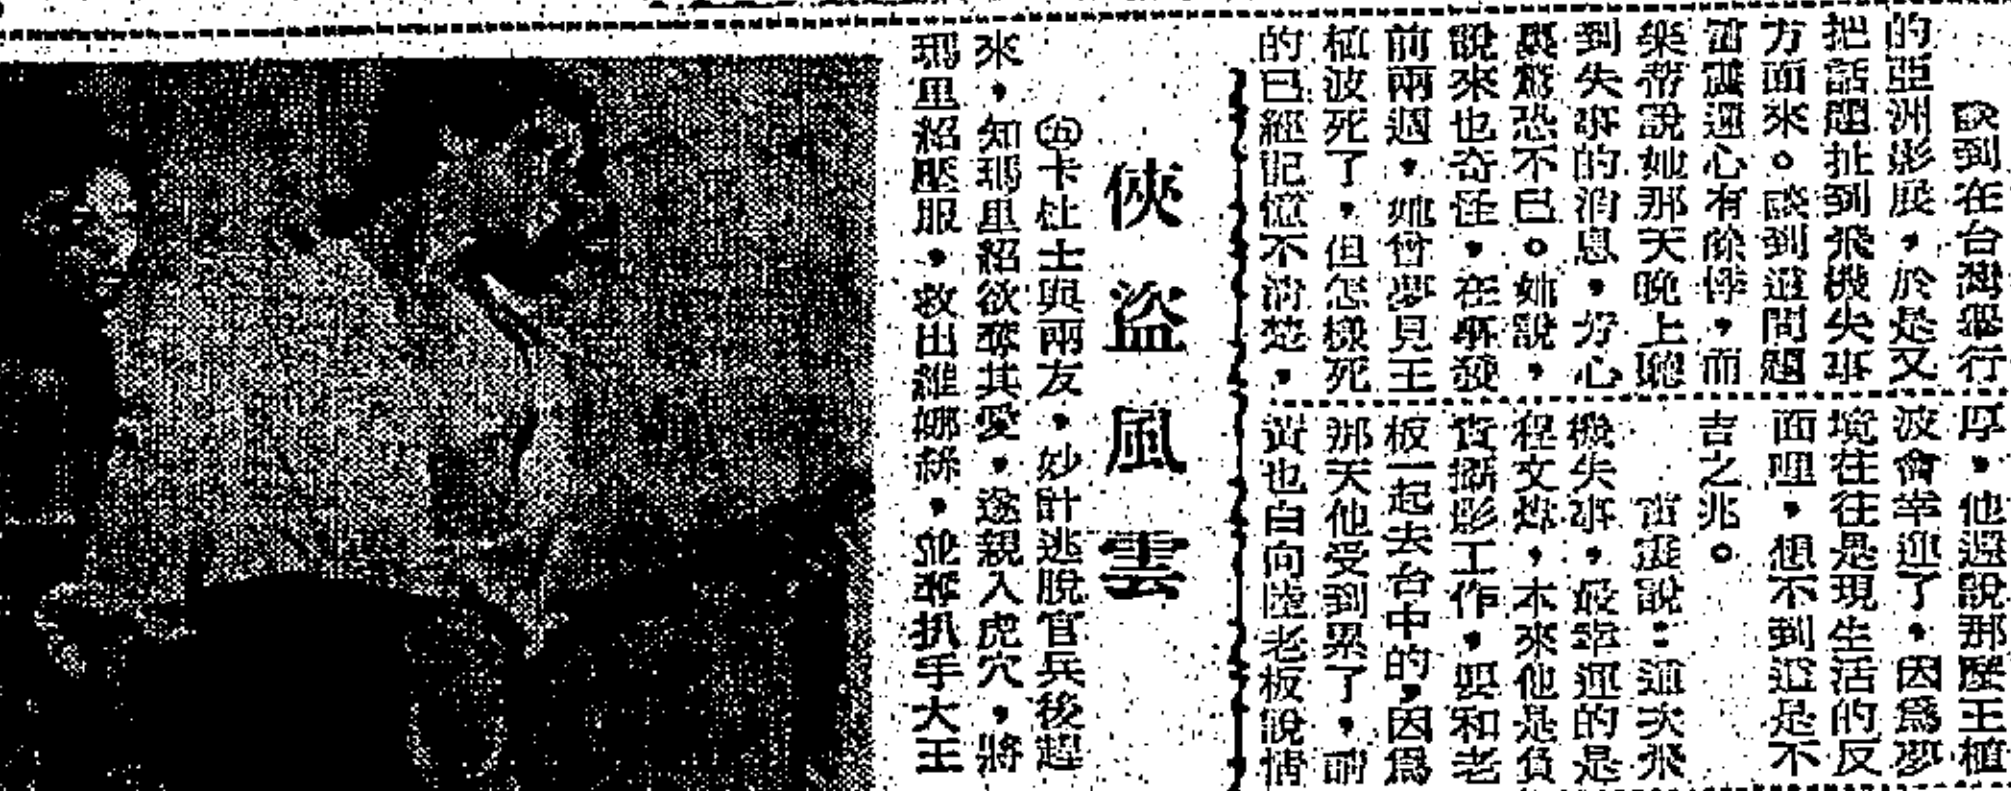 談到在台灣舉行
的亞洲影展，於是又
把話題扯到飛機失事
方面來。談到這問題
雷震迴心有餘悸，而
樂蒂說她那天晚上聽
到失事的消息，芳心
裏驚恐不已。她說，
說來也奇怪，在事發
前兩週，她曾夢見王
植波死了，但怎樣死
的已經記憶不清楚，
厚，他還說那麼王植
波會幸運了，因爲夢
境往往是現生活的反
面哩，想不到這是不
吉之兆。
雷震說：這次飛
機失事，最幸運的是
程文煒，本來他是負
責攝影工作，要和老
板一起去台中的，因爲
那天他受到累了，前
黃也白向陸老板說情
俠盜風雲
㊄卡杜士與兩友，妙計逃脫官兵後趕
來，知瑪里紹欲奪其愛，遂親入虎穴，將
瑪里紹壓服，救出維娜絲，並奪扒手大王